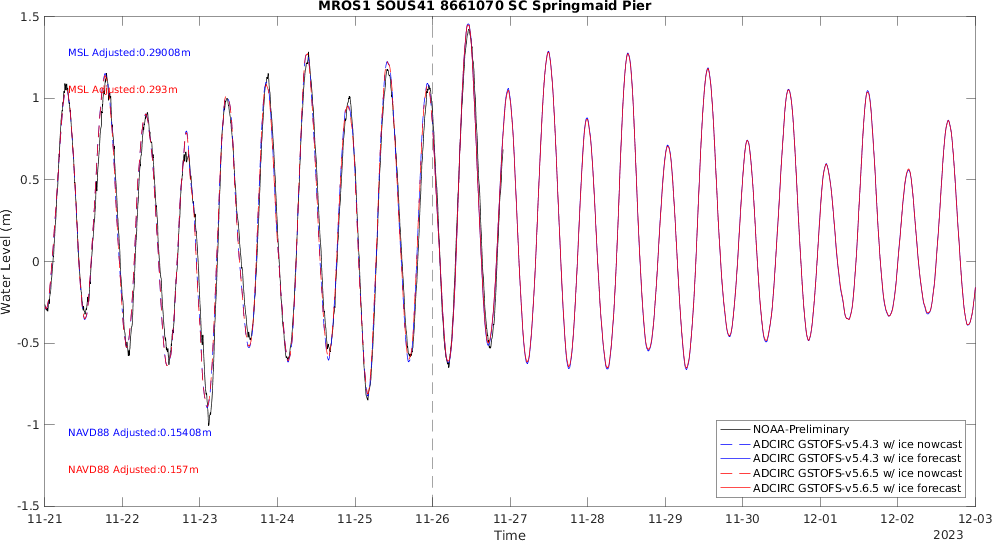 MROS1 SOUS41 8661070 SC Springmaid Pier
1.5
MSL Adjusted:0.29008m
1
MSL Adjusted:0.293m
0.5
0
Water Level (m)
-0.5
-1
NAVD88 Adjusted:0.15408m
NAVD88 Adjusted:0.157m
-1.5
NOAA-Preliminary
ADCIRC GSTOFS-v5.4.3 w/ ice nowcast
ADCIRC GSTOFS-v5.4.3 w/ ice forecast
ADCIRC GSTOFS-v5.6.5 w/ ice nowcast
ADCIRC GSTOFS-v5.6.5 w/ ice forecast
11-21 11-22 11-23 11-24 11-25 11-26 11-27 11-28 11-29 11-30 12-01 12-02 12-03
Time
2023